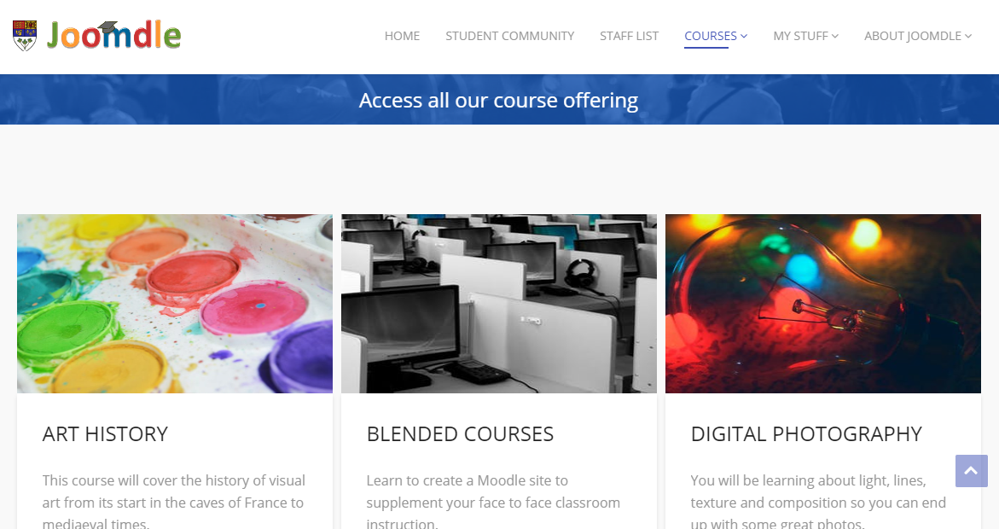 Joomdle
HOME STUDENT COMMUNITY STAFF LIST COURSES MY STUFF ABOUT JOOMDLE
Access all our course offering
ART HISTORY
This course will cover the history of visual
art from its start in the caves of France to
mediaeval times.
BLENDED COURSES
Learn to create a Moodle site to
supplement your face to face classroom
instruction.
DIGITAL PHOTOGRAPHY
You will be learning about light, lines,
texture and composition so you can end
up with some great photos.